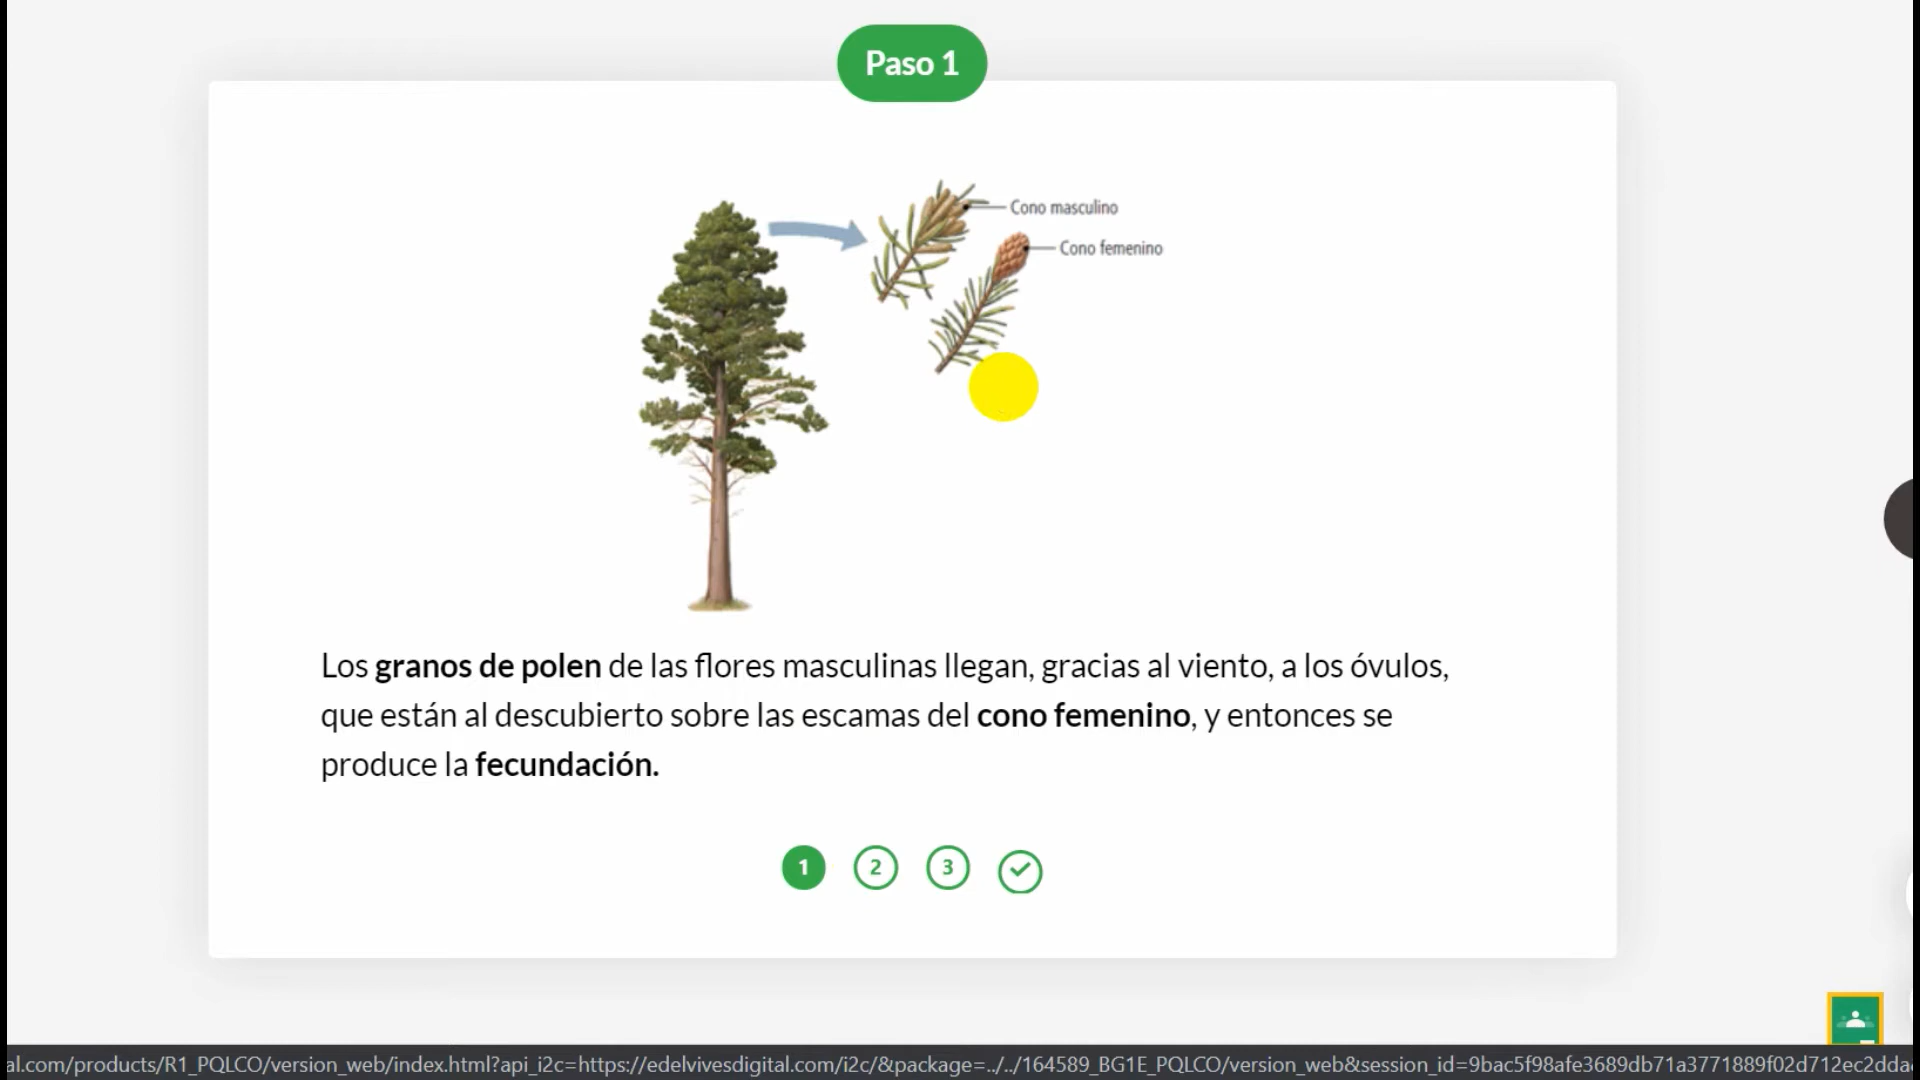 Paso 1
Cono masculino
Cono femenino
Los granos de polen de las flores masculinas llegan, gracias al viento, a los óvulos,
que están al descubierto sobre las escamas del cono femenino, y entonces se
produce la fecundación.
1 2 3
al.com/products/R1_PQLCO/version_web/index.html?api_i2c=https://edelvivesdigital.com/i2c/&package=../../164589_BG1E_PQLCO/version_web&session_id=9bac5f98afe3689db71a3771889f02d712ec2dda